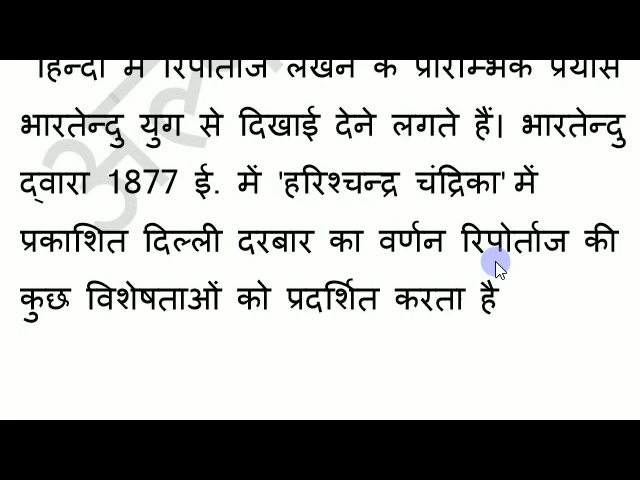 हिन्दी में रिपोर्ताज लेखन के प्रारम्भिक प्रयास
भारतेन्दु युग से दिखाई देने लगते हैं। भारतेन्दु
द्वारा 1877 ई. में 'हरिश्चन्द्र चंद्रिका' में
प्रकाशित दिल्ली दरबार का वर्णन रिपोर्ताज की
कुछ विशेषताओं को प्रदर्शित करता है